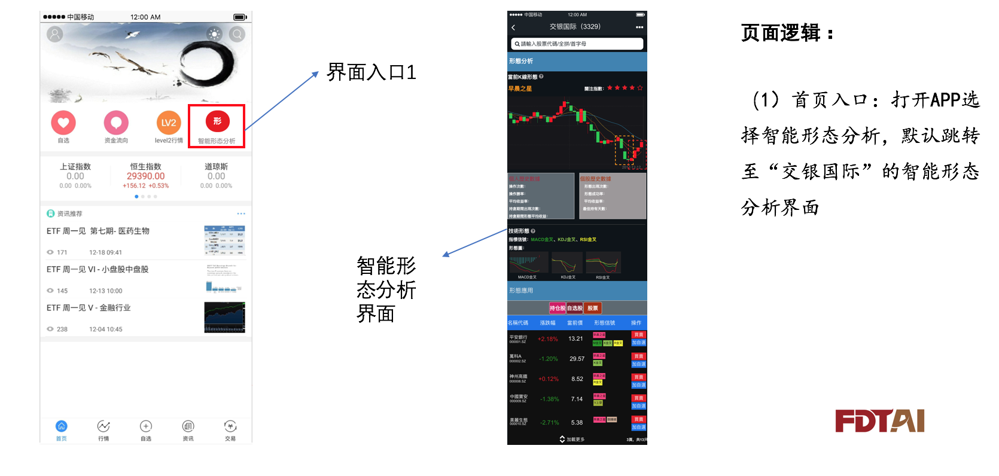 中国移动 12:00 AM
自选 资金流向 LV2 level2行情 形 智能形态分析
上证指数 恒生指数 道琼斯
0.00 29390.00 0.00
0.00 0.00% +156.12 +0.53% 0.00 0.00%
资讯推荐
ETF 周一见 第七期- 医药生物
171 12-18 09:41
ETF 周一见 VI - 小盘股中盘股
145 12-13 10:00
ETF 周一见 V - 金融行业
238 12-04 10:45
首页 行情 自选 资讯 交易
界面入口1
智能形
态分析
界面
中国移动 12:00 AM
交银国际（3329）
請輸入股票代碼/全拼/首字母
形態分析
當前K線形態
早晨之星 關注指數：
個人歷史數據
操作次數：
操作勝率：
平均收益率：
持倉期間出現次數：
持倉期間形態平均收益：
個股歷史數據
形態出現次數：
形態成功率：
平均收益率：
最佳持有天數：
技術形態
指標信號： MACD金叉、KDJ金叉、RSI金叉
形態圖：
MACD金叉 KDJ金叉 RSI金叉
形態應用
持仓股 自选股 股票
名稱代碼 漲跌幅 當前價 形態信號 操作
平安銀行 +2.18% 13.21 早晨之星 買賣
000001.SZ M金叉 K金叉 R金叉 加自選
萬科A -1.20% 29.57 早晨之星 買賣
000002.SZ K金叉 加自選
神州高鐵 +0.12% 8.52 早晨之星 買賣
000008.SZ R金叉 加自選
中國寶安 -1.38% 7.14 早晨之星 買賣
000009.SZ 加自選
美麗生態 -2.71% 5.38 早晨之星 買賣
000010.SZ 加自選
加載更多 3頁，共13只
页面逻辑：
（1）首页入口：打开APP选
择智能形态分析，默认跳转
至“交银国际”的智能形态
分析界面
FDTAI